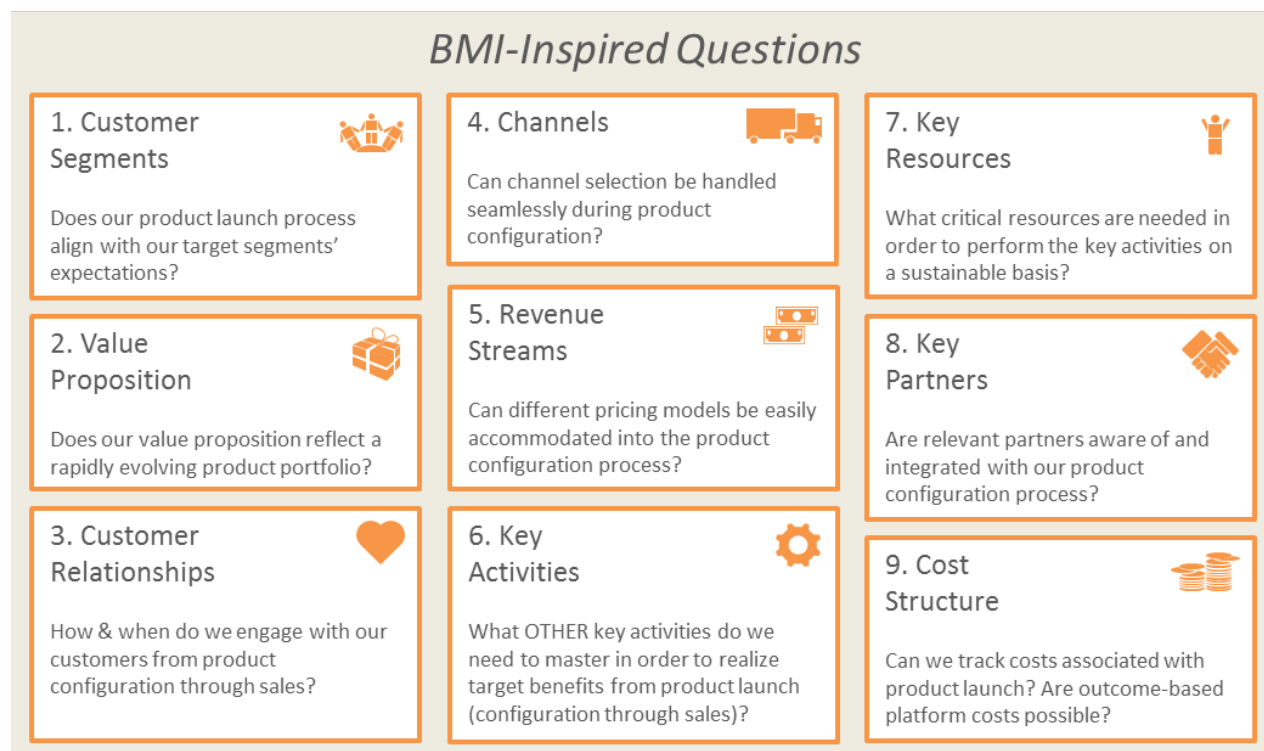 BMI-Inspired Questions
1. Customer
Segments
Does our product launch process
align with our target segments’
expectations?
2. Value
Proposition
Does our value proposition reflect a
rapidly evolving product portfolio?
3. Customer
Relationships
How & when do we engage with our
customers from product
configuration through sales?
4. Channels
Can channel selection be handled
seamlessly during product
configuration?
5. Revenue
Streams
Can different pricing models be easily
accommodated into the product
configuration process?
6. Key
Activities
What OTHER key activities do we
need to master in order to realize
target benefits from product launch
(configuration through sales)?
7. Key
Resources
What critical resources are needed in
order to perform the key activities on
a sustainable basis?
8. Key
Partners
Are relevant partners aware of and
integrated with our product
configuration process?
9. Cost
Structure
Can we track costs associated with
product launch? Are outcome-based
platform costs possible?